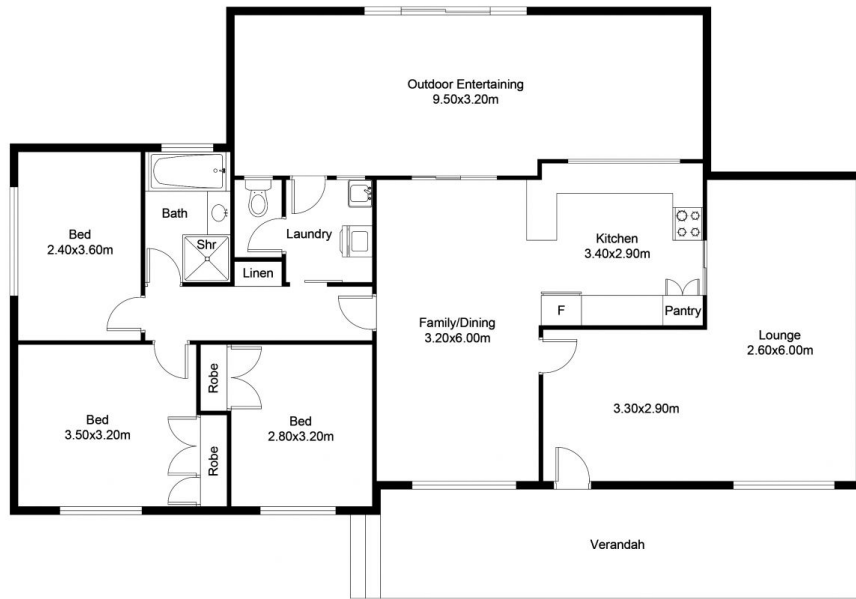 Outdoor Entertaining
9.50x3.20m
Bed
2.40x3.60m
Bath
Shr
Laundry
Linen
Kitchen
3.40x2.90m
F
Pantry
Family/Dining
3.20x6.00m
Lounge
2.60x6.00m
3.30x2.90m
Bed
3.50x3.20m
Robe
Robe
Bed
2.80x3.20m
Verandah